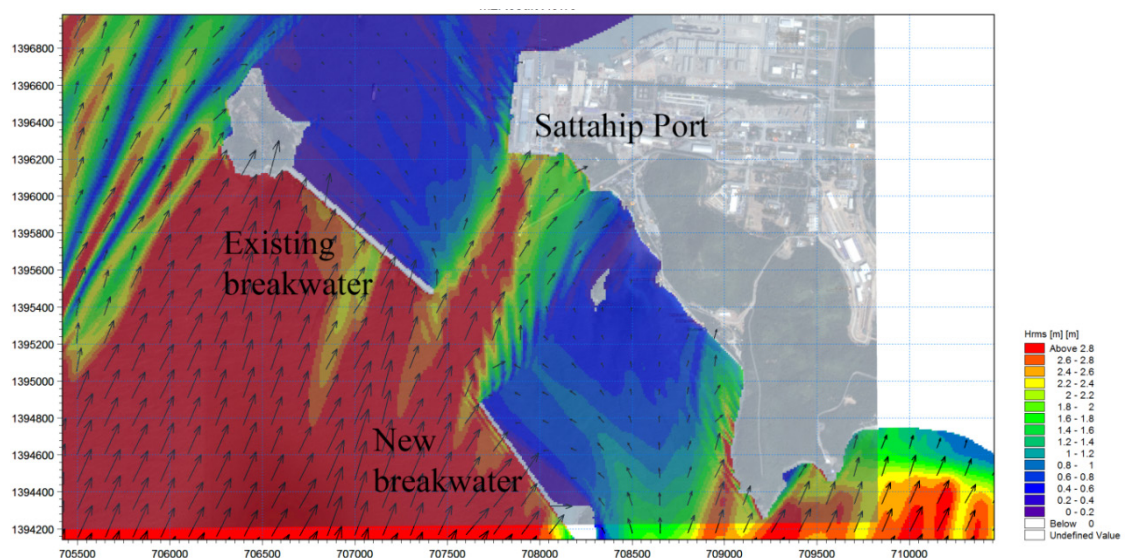 1396800
1396600
1396400
1396200
1396000
1395800
1395600
1395400
1395200
1395000
1394800
1394600
1394400
1394200
Sattahip Port
Existing
breakwater
New
breakwater
705500 706000 706500 707000 707500 708000 708500 709000 709500 710000
Hrms [m] [m]
Above 2.8
2.6 - 2.8
2.4 - 2.6
2.2 - 2.4
2 - 2.2
1.8 - 2
1.6 - 1.8
1.4 - 1.6
1.2 - 1.4
1 - 1.2
0.8 - 1
0.6 - 0.8
0.4 - 0.6
0.2 - 0.4
0 - 0.2
Below 0
Undefined Value